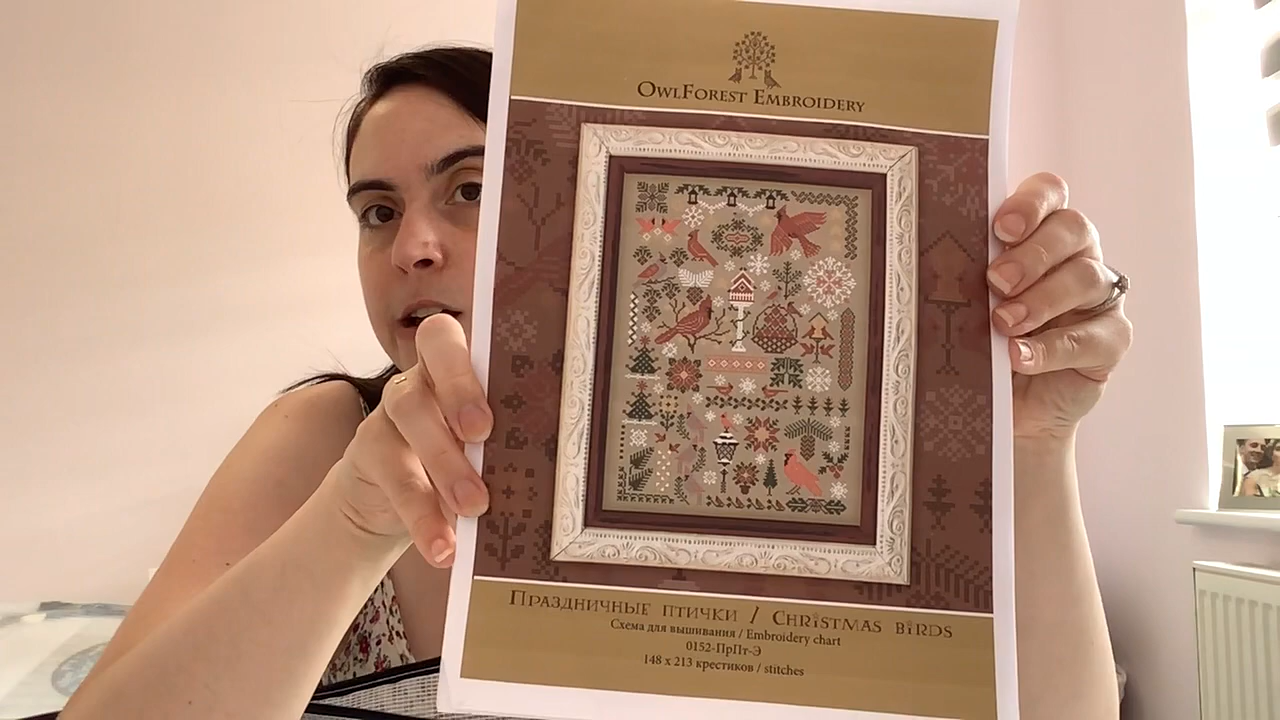 OwlForest Embroidery
Праздничные птички / Christmas birds
Схема для вышивания / Embroidery chart
0152-ПрПт-Э
148 x 213 крестиков / stitches